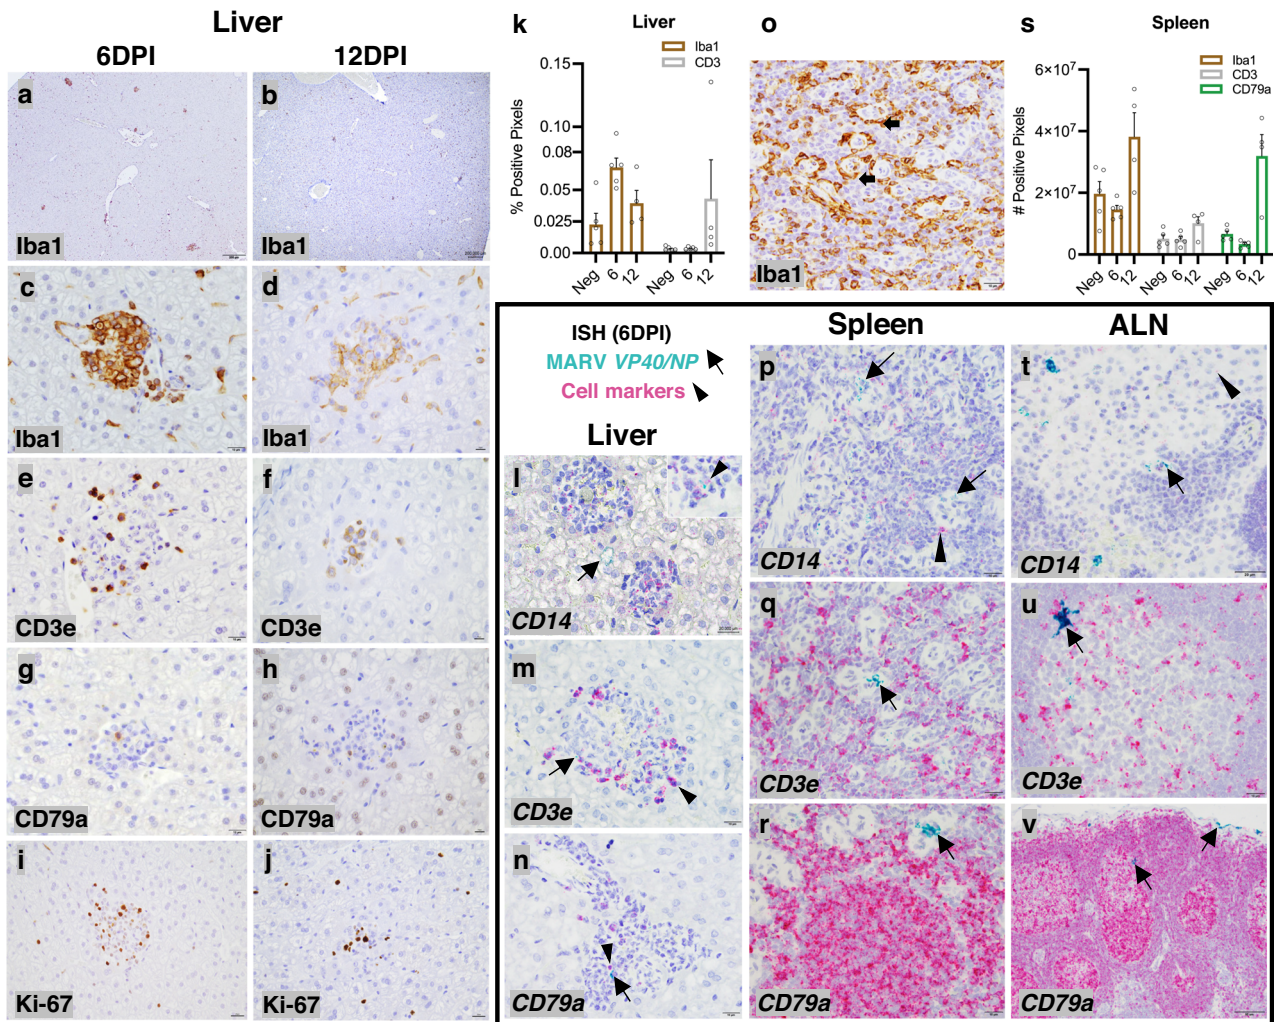 Liver
6DPI
12DPI
a
Iba1
b
Iba1
c
Iba1
d
Iba1
e
CD3e
f
CD3e
g
CD79a
h
CD79a
i
Ki-67
j
Ki-67
k
Liver
Iba1
CD3
% Positive Pixels
0.15
0.10
0.08
0.05
0.025
0.00
Neg
6
12
Neg
6
12
o
Iba1
s
Spleen
Iba1
CD3
CD79a
# Positive Pixels
6×10⁷
4×10⁷
2×10⁷
0
Neg
6
12
Neg
6
12
Neg
6
12
ISH (6DPI)
MARV VP40/NP
Cell markers
Liver
l
CD14
m
CD3e
n
CD79a
Spleen
p
CD14
q
CD3e
r
CD79a
ALN
t
CD14
u
CD3e
v
CD79a